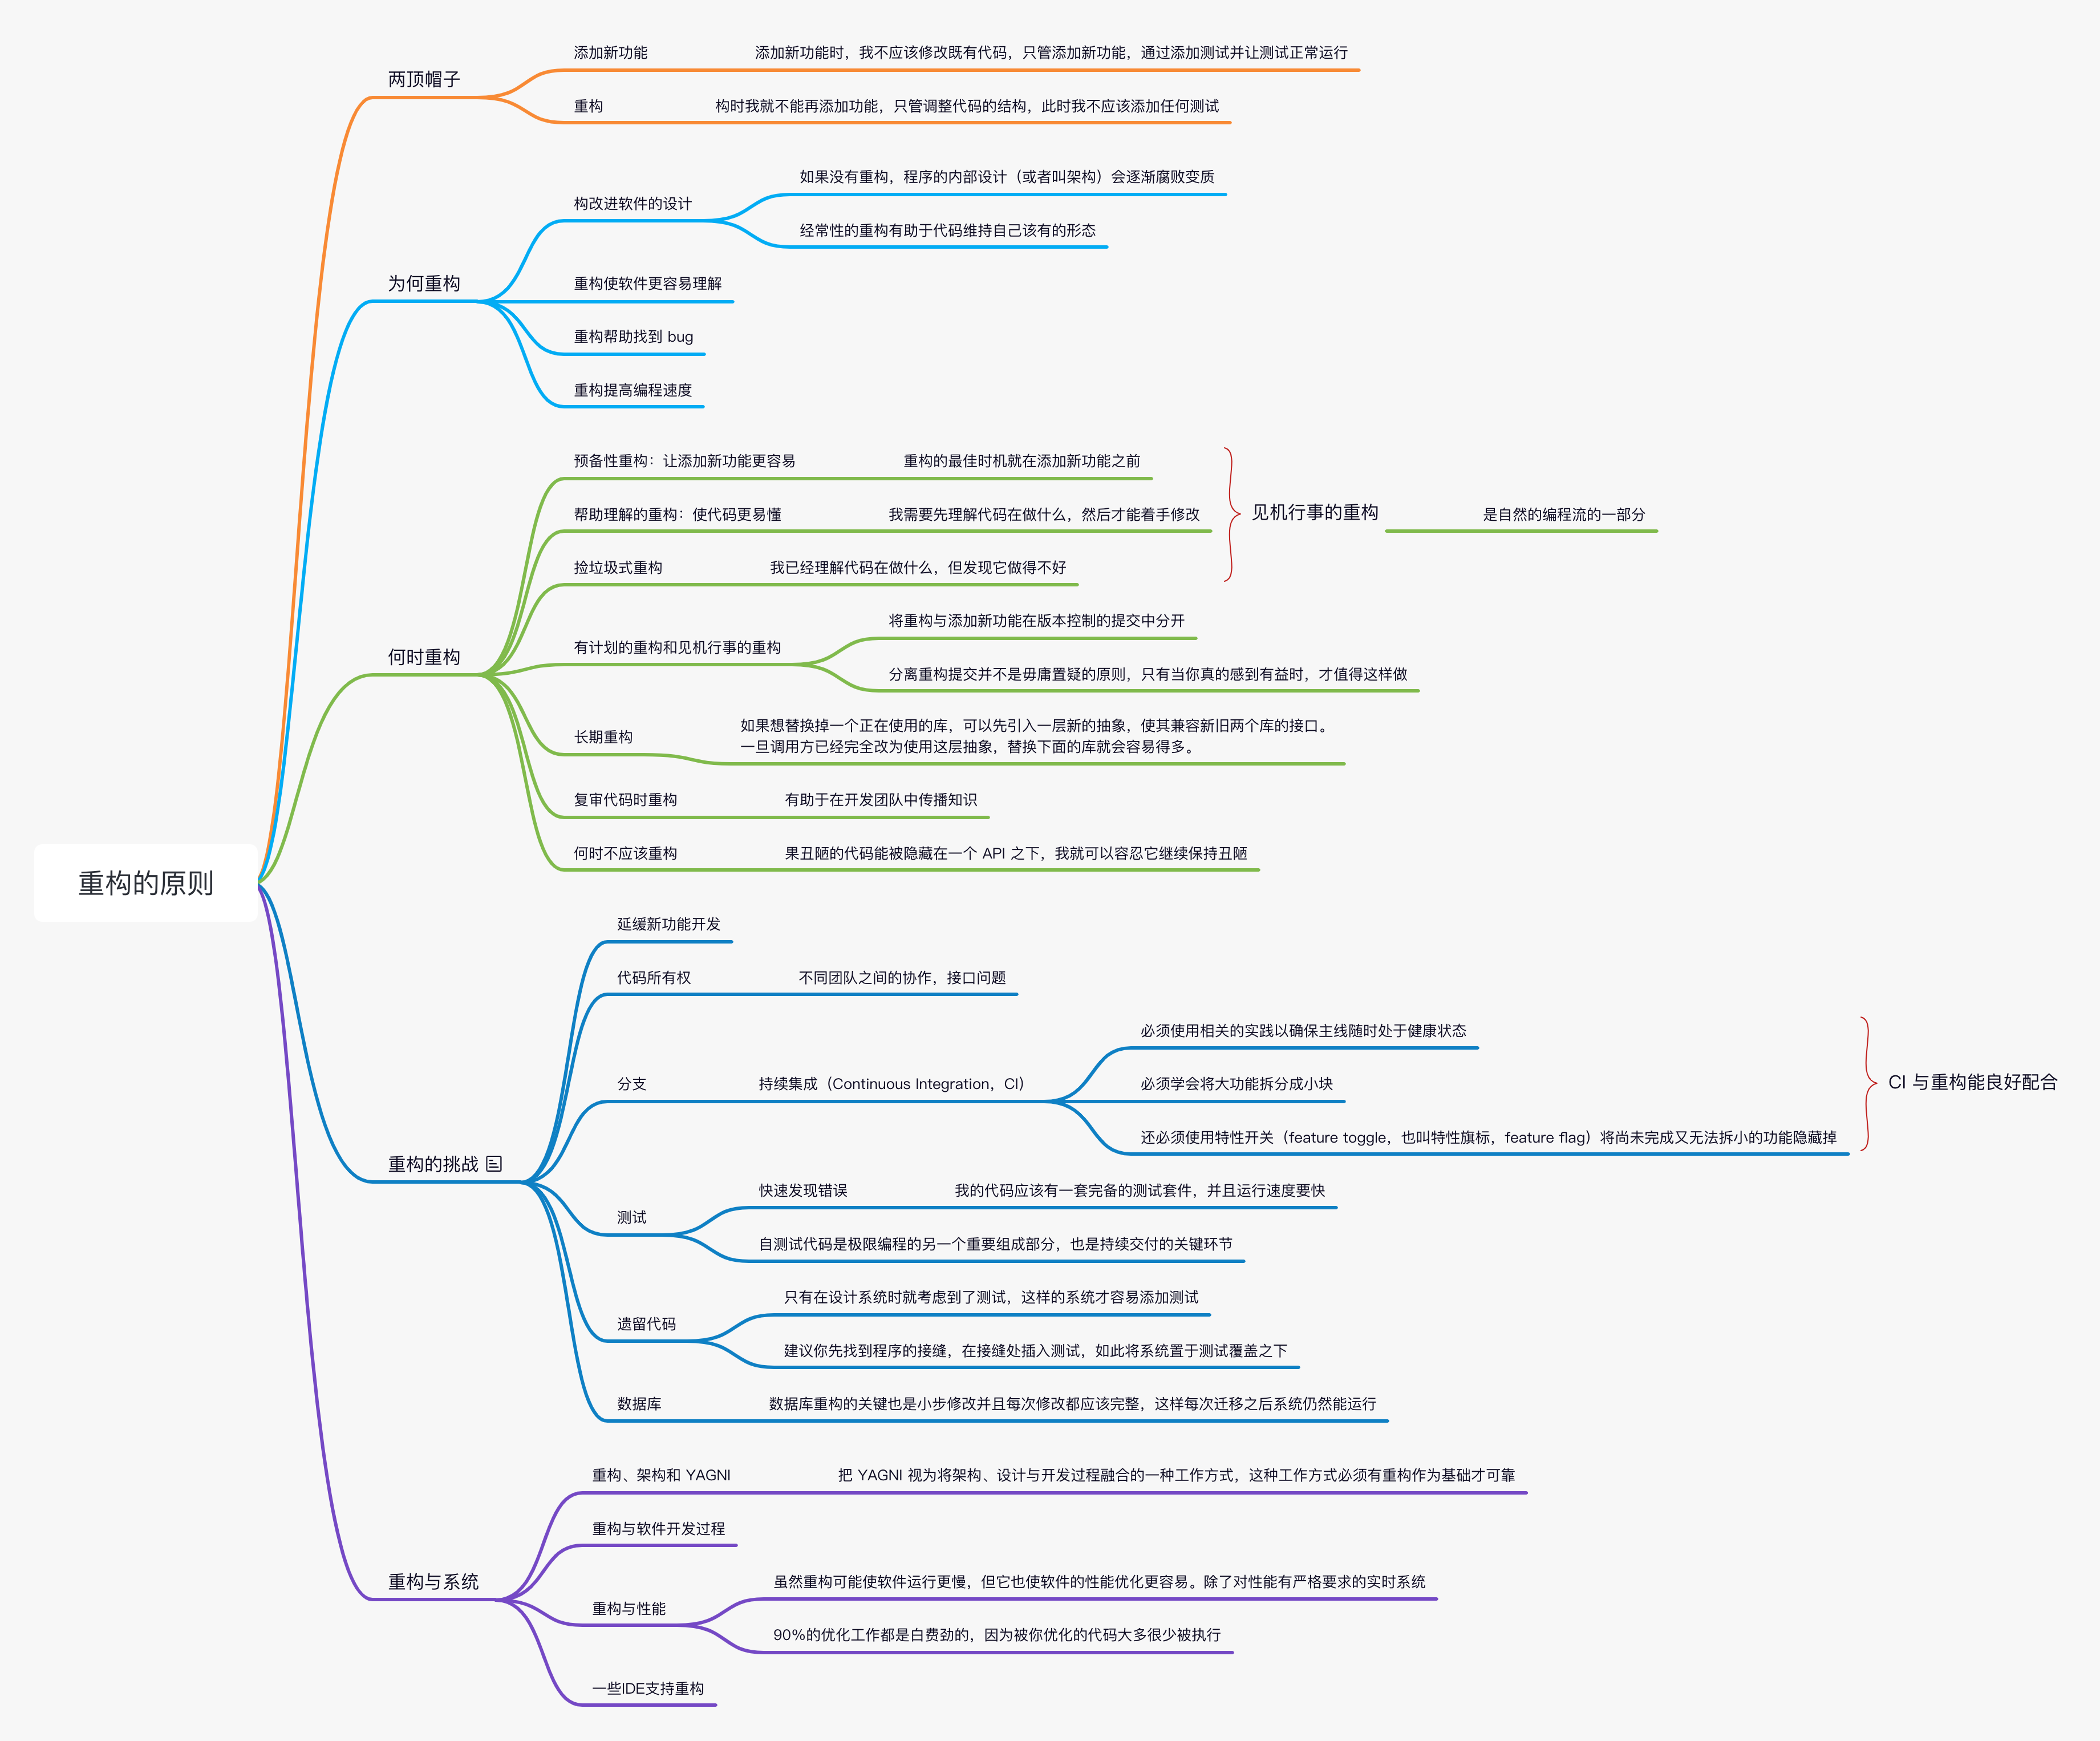 重构的原则
两顶帽子
添加新功能
添加新功能时，我不应该修改既有代码，只管添加新功能，通过添加测试并让测试正常运行
重构
构时我就不能再添加功能，只管调整代码的结构，此时我不应该添加任何测试
为何重构
构改进软件的设计
如果没有重构，程序的内部设计（或者叫架构）会逐渐腐败变质
经常性的重构有助于代码维持自己该有的形态
重构使软件更容易理解
重构帮助找到 bug
重构提高编程速度
何时重构
预备性重构：让添加新功能更容易
重构的最佳时机就在添加新功能之前
帮助理解的重构：使代码更易懂
我需要先理解代码在做什么，然后才能着手修改
捡垃圾式重构
我已经理解代码在做什么，但发现它做得不好
见机行事的重构
是自然的编程流的一部分
有计划的重构和见机行事的重构
将重构与添加新功能在版本控制的提交中分开
分离重构提交并不是毋庸置疑的原则，只有当你真的感到有益时，才值得这样做
长期重构
如果想替换掉一个正在使用的库，可以先引入一层新的抽象，使其兼容新旧两个库的接口。
一旦调用方已经完全改为使用这层抽象，替换下面的库就会容易得多。
复审代码时重构
有助于在开发团队中传播知识
何时不应该重构
果丑陋的代码能被隐藏在一个 API 之下，我就可以容忍它继续保持丑陋
重构的挑战
延缓新功能开发
代码所有权
不同团队之间的协作，接口问题
分支
持续集成（Continuous Integration，CI）
必须使用相关的实践以确保主线随时处于健康状态
必须学会将大功能拆分成小块
还必须使用特性开关（feature toggle，也叫特性旗标，feature flag）将尚未完成又无法拆小的功能隐藏掉
CI 与重构能良好配合
测试
快速发现错误
我的代码应该有一套完备的测试套件，并且运行速度要快
自测试代码是极限编程的另一个重要组成部分，也是持续交付的关键环节
遗留代码
只有在设计系统时就考虑到了测试，这样的系统才容易添加测试
建议你先找到程序的接缝，在接缝处插入测试，如此将系统置于测试覆盖之下
数据库
数据库重构的关键也是小步修改并且每次修改都应该完整，这样每次迁移之后系统仍然能运行
重构与系统
重构、架构和 YAGNI
把 YAGNI 视为将架构、设计与开发过程融合的一种工作方式，这种工作方式必须有重构作为基础才可靠
重构与软件开发过程
重构与性能
虽然重构可能使软件运行更慢，但它也使软件的性能优化更容易。除了对性能有严格要求的实时系统
90%的优化工作都是白费劲的，因为被你优化的代码大多很少被执行
一些IDE支持重构